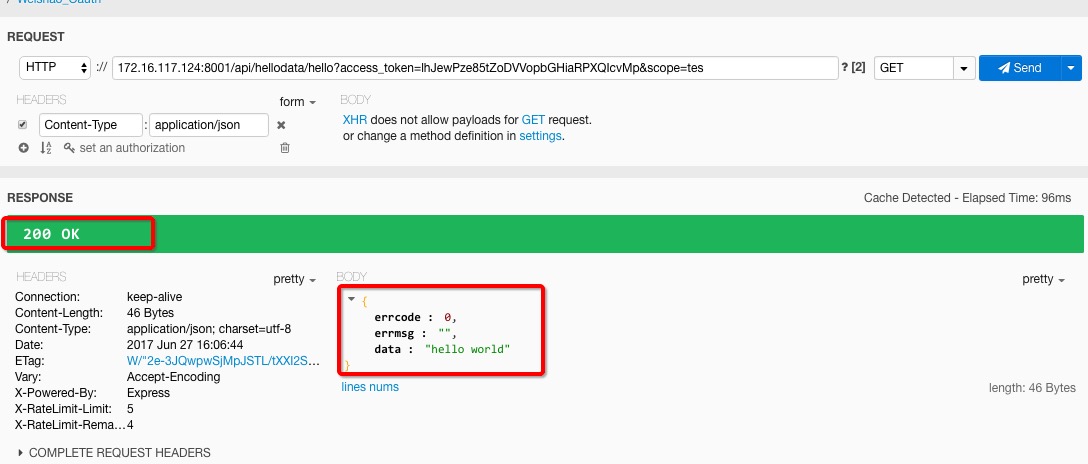 / Weishao_Oauth
REQUEST
HTTP :// 172.16.117.124:8001/api/hellodata/hello?access_token=lhJewPze85tZoDVVopbGHiaRPXQIcvMp&scope=tes ? [2] GET Send
HEADERS form BODY
Content-Type : application/json
XHR does not allow payloads for GET request.
or change a method definition in settings.
set an authorization
RESPONSE Cache Detected - Elapsed Time: 96ms
200 OK
HEADERS pretty BODY pretty
Connection: keep-alive
Content-Length: 46 Bytes
Content-Type: application/json; charset=utf-8
Date: 2017 Jun 27 16:06:44
ETag: W/"2e-3JQwpwSjMpJSTL/tXXI2S...
Vary: Accept-Encoding
X-Powered-By: Express
X-RateLimit-Limit: 5
X-RateLimit-Rema... 4
{
errcode : 0,
errmsg : "",
data : "hello world"
}
lines nums
length: 46 Bytes
COMPLETE REQUEST HEADERS